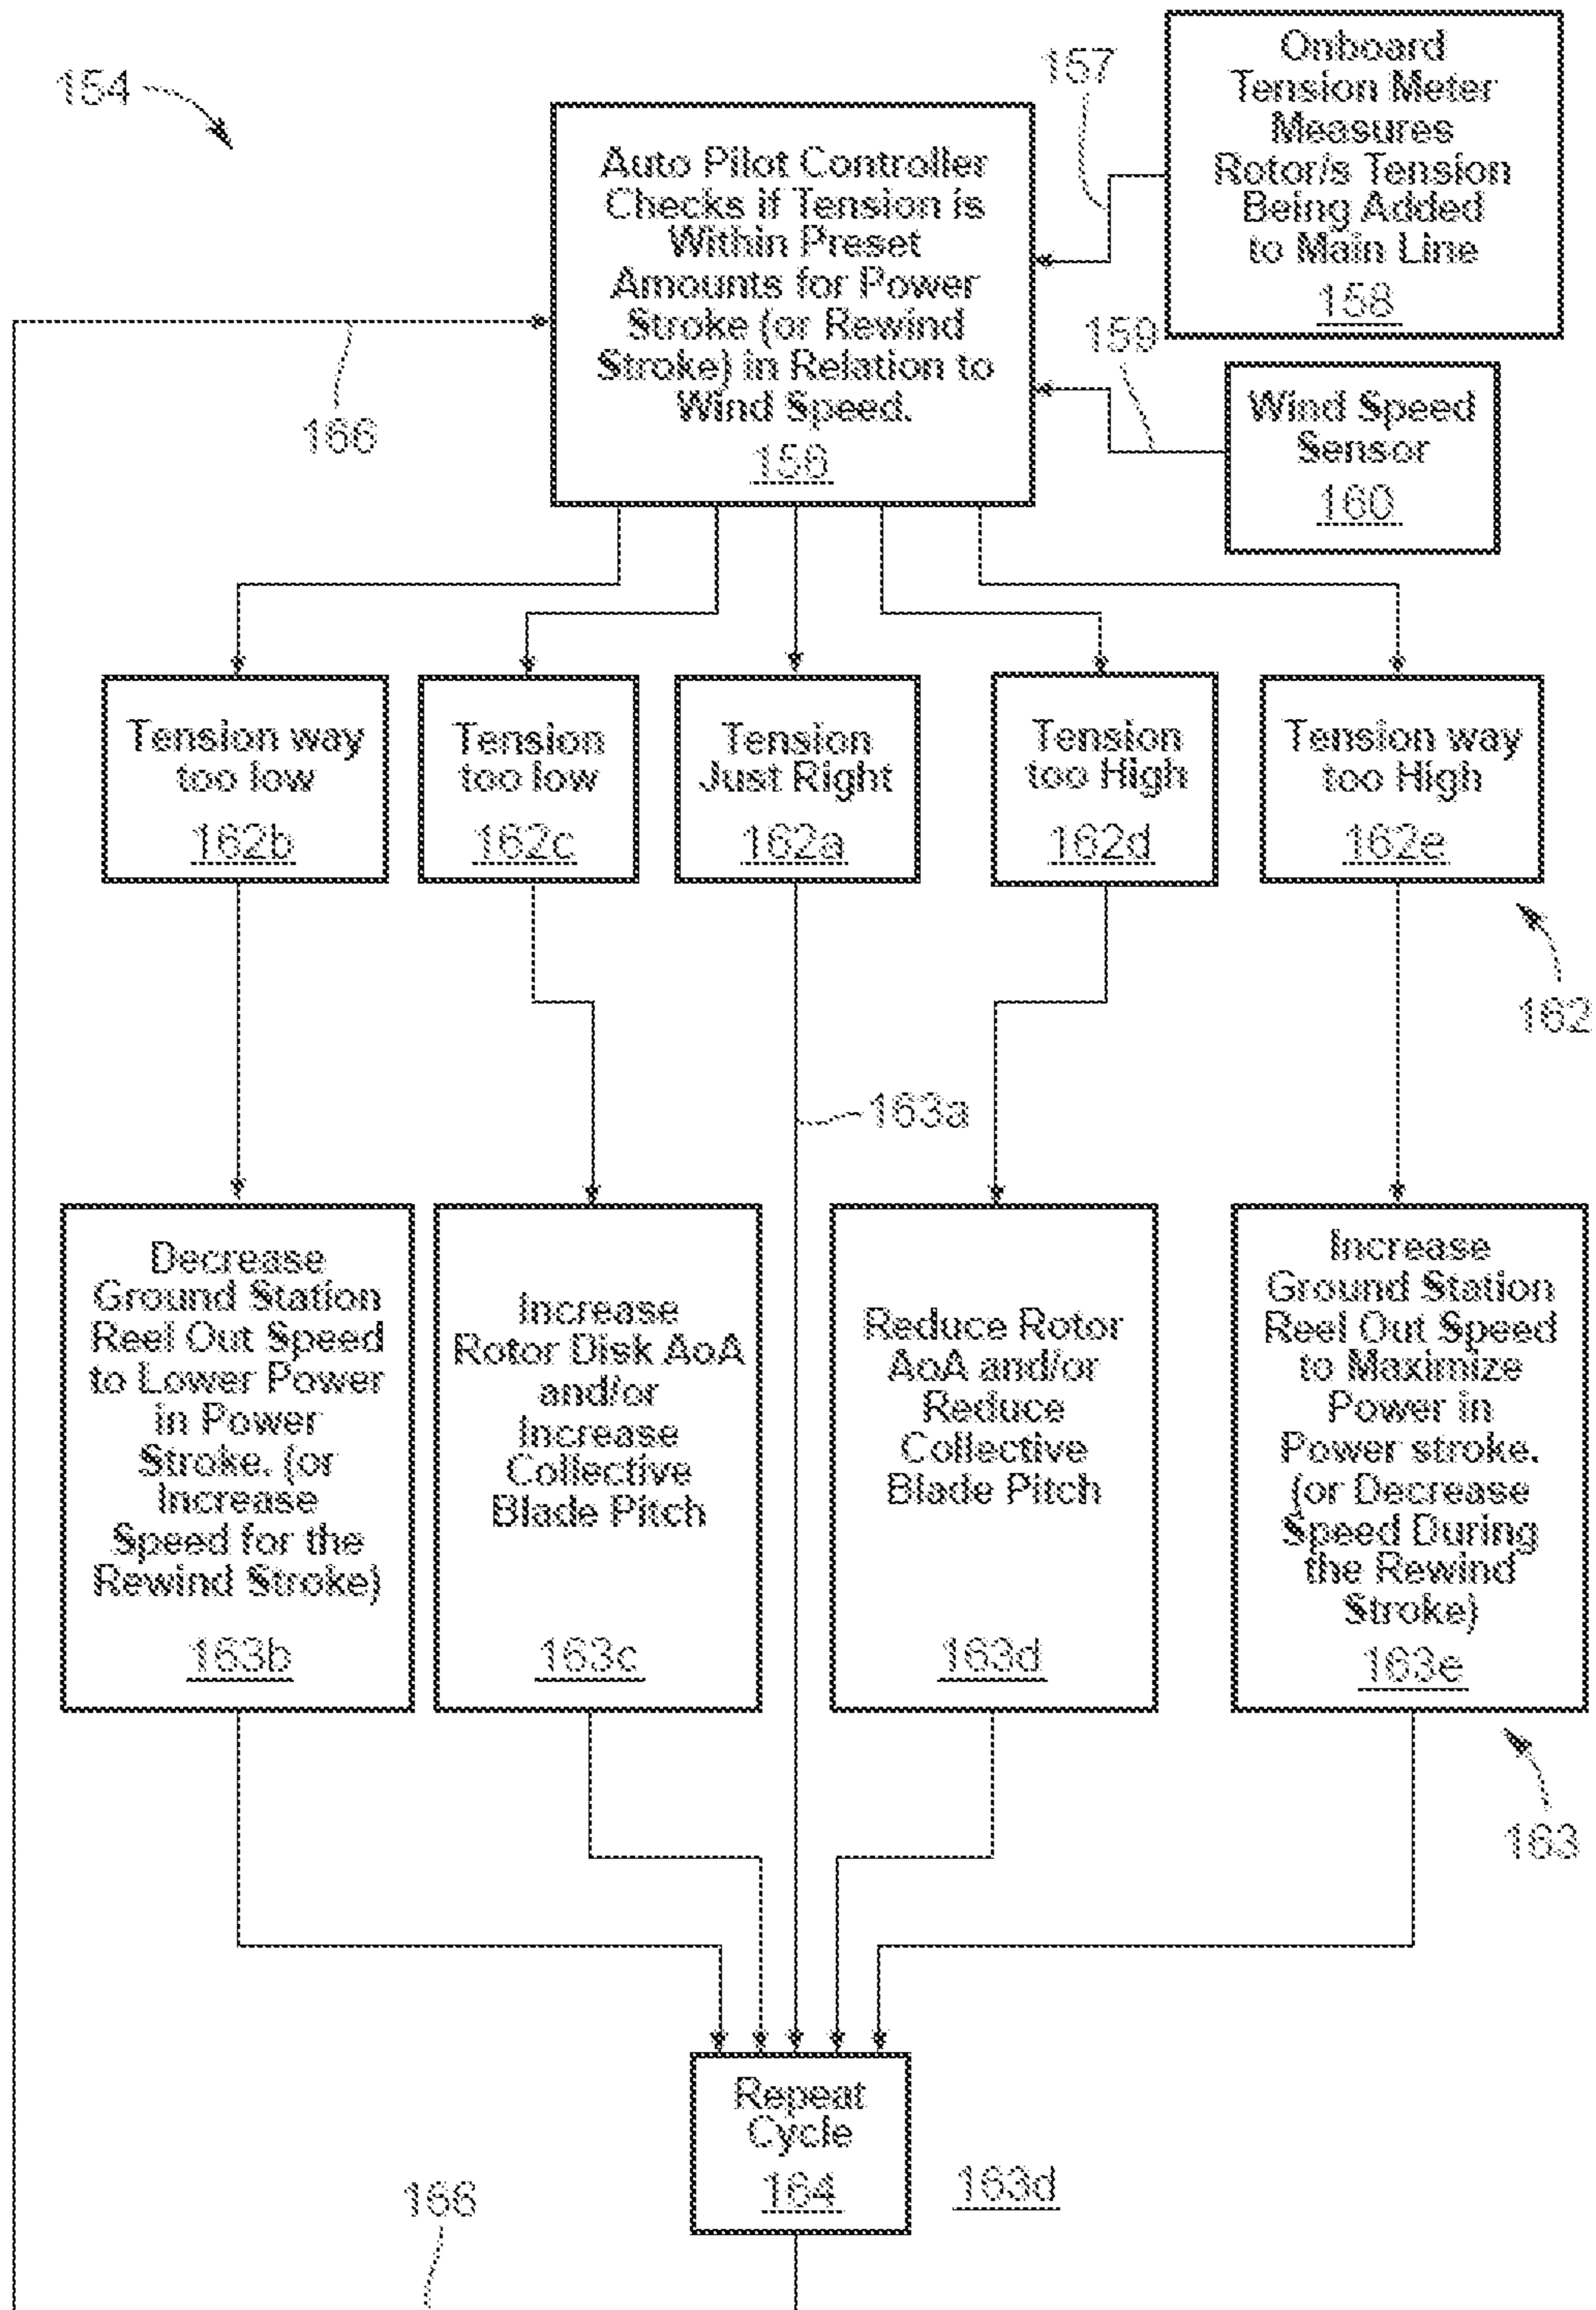 154
157
Onboard
Tension Meter
Measures
Rotor/s Tension
Being Added
to Main Line
158
Auto Pilot Controller
Checks if Tension is
Within Preset
Amounts for Power
Stroke (or Rewind
Stroke) in Relation to
Wind Speed.
156
166
159
Wind Speed
Sensor
160
Tension way
too low
162b
Tension
too low
162c
Tension
Just Right
162a
Tension
too High
162d
Tension way
too High
162e
162
163a
Decrease
Ground Station
Reel Out Speed
to Lower Power
in Power
Stroke. (or
Increase
Speed for the
Rewind Stroke)
163b
Increase
Rotor Disk AoA
and/or
Increase
Collective
Blade Pitch
163c
Reduce Rotor
AoA and/or
Reduce
Collective
Blade Pitch
163d
Increase
Ground Station
Reel Out Speed
to Maximize
Power in
Power stroke.
(or Decrease
Speed During
the Rewind
Stroke)
163e
163
Repeat
Cycle
164
163d
166